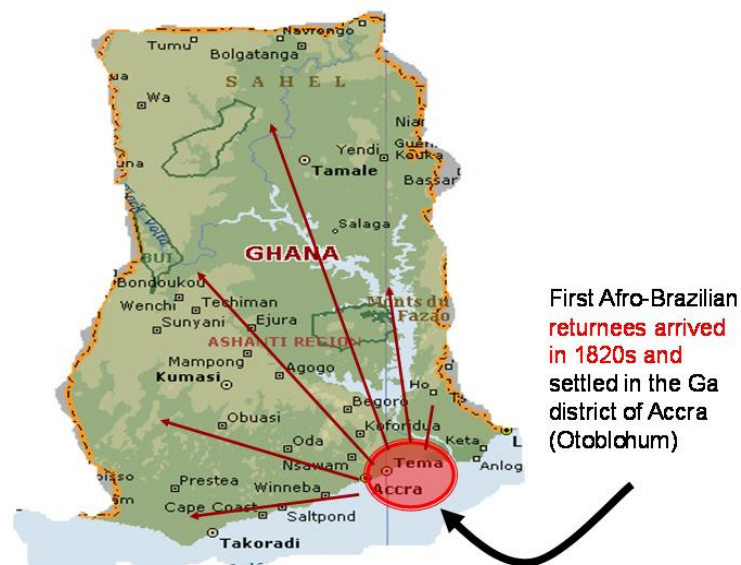 Navrongo
Tumu
Bolgatanga
SAHEL
Wa
Yendi
Kouka
Tamale
Bassar
Salaga
GHANA
BUI
Bondoukou
Monts du
Fazao
Wenchi
Techiman
Sunyani
Ejura
ASHANTI REGION
Mampong
Agogo
Kumasi
Ho
Begoro
Obuasi
Koforidua
Keta
Oda
Nsawam
Tema
Prestea
Winneba
Accra
Cape Coast
Saltpond
Takoradi
First Afro-Brazilian
returnees arrived
in 1820s and
settled in the Ga
district of Accra
(Otoblohum)